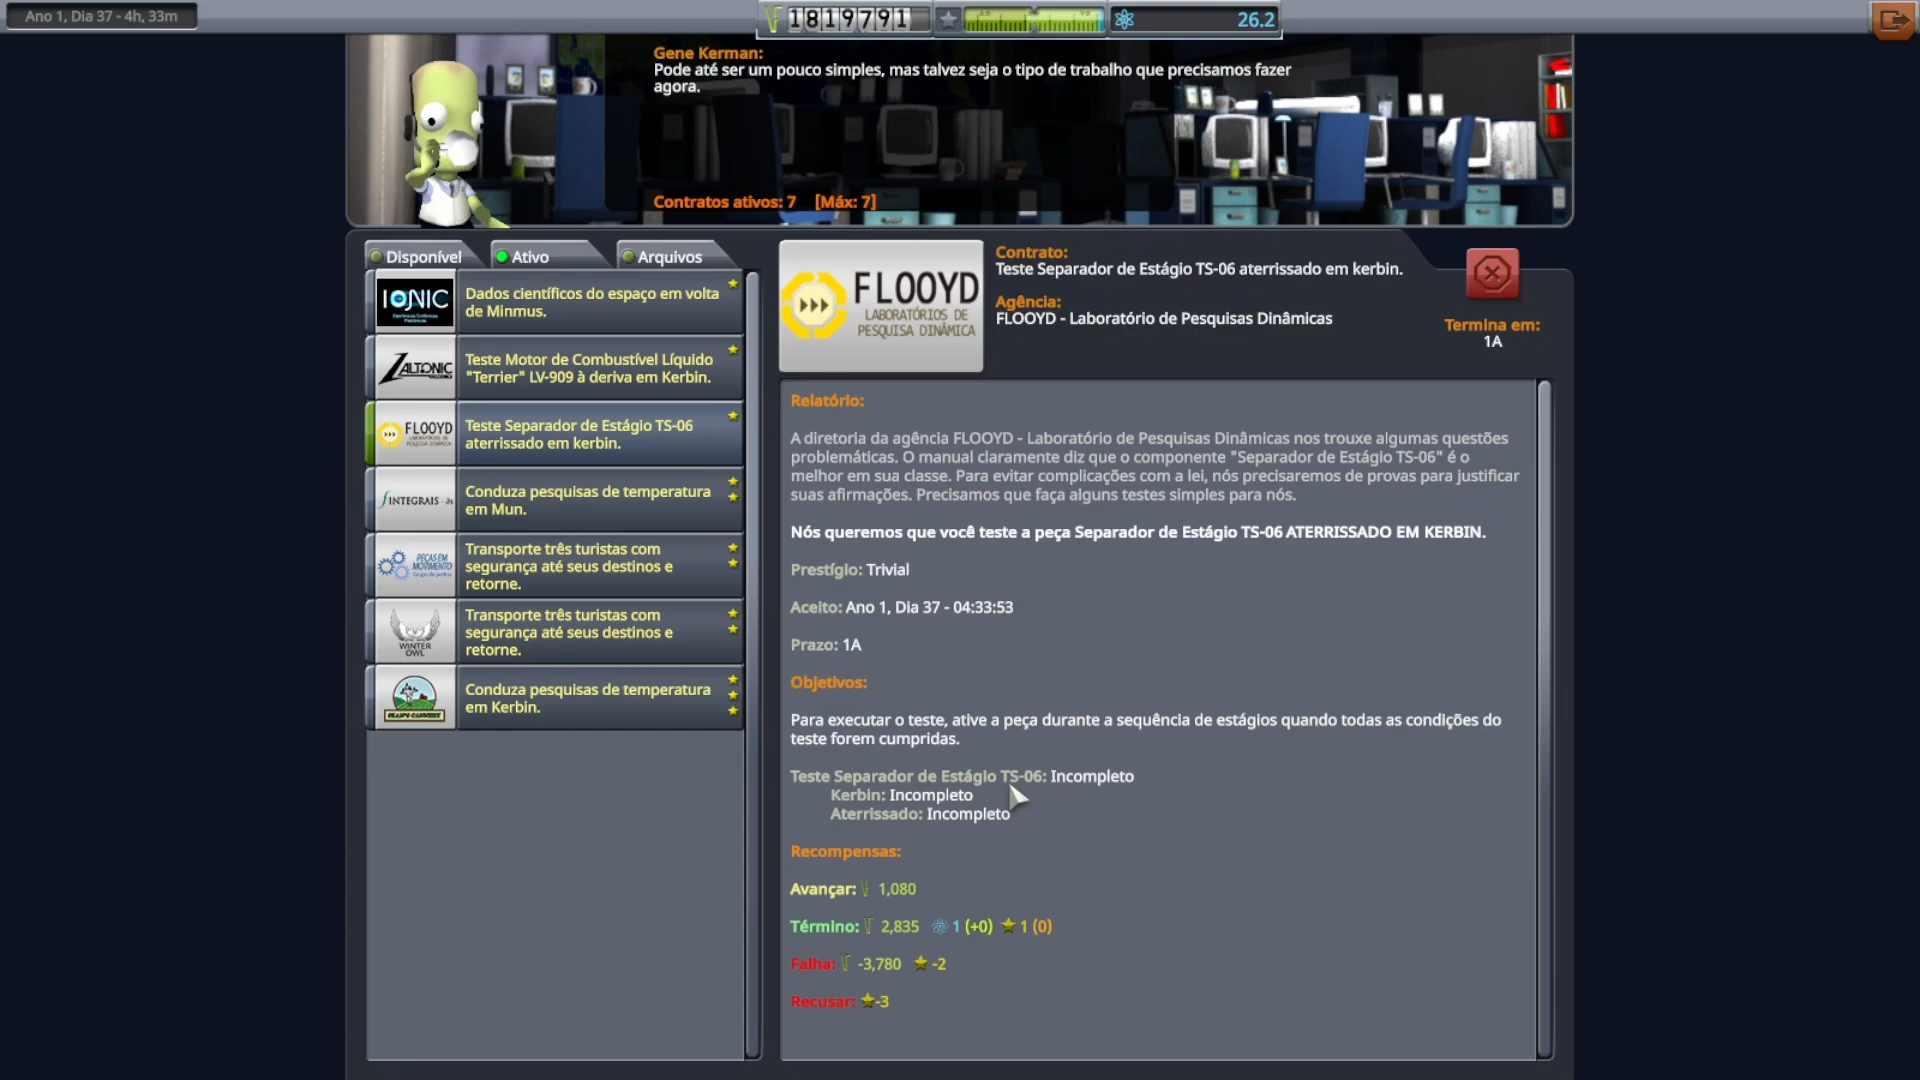 Ano 1, Dia 37 - 4h, 33m
1819791
26.2
Gene Kerman:
Pode até ser um pouco simples, mas talvez seja o tipo de trabalho que precisamos fazer
agora.
Contratos ativos: 7 [Máx: 7]
Disponível
Ativo
Arquivos
IONIC
Dados científicos do espaço em volta
de Minmus.
ZALTONIC
Teste Motor de Combustível Líquido
"Terrier" LV-909 à deriva em Kerbin.
FLOOYD
Teste Separador de Estágio TS-06
aterrissado em kerbin.
INTEGRAIS
Conduza pesquisas de temperatura
em Mun.
PEÇAS EM
MOVIMENTO
Transporte três turistas com
segurança até seus destinos e
retorne.
WINTER
OWL
Transporte três turistas com
segurança até seus destinos e
retorne.
Conduza pesquisas de temperatura
em Kerbin.
FLOOYD
LABORATÓRIOS DE
PESQUISA DINÂMICA
Contrato:
Teste Separador de Estágio TS-06 aterrissado em kerbin.
Agência:
FLOOYD - Laboratório de Pesquisas Dinâmicas
Termina em:
1A
Relatório:
A diretoria da agência FLOOYD - Laboratório de Pesquisas Dinâmicas nos trouxe algumas questões
problemáticas. O manual claramente diz que o componente "Separador de Estágio TS-06" é o
melhor em sua classe. Para evitar complicações com a lei, nós precisaremos de provas para justificar
suas afirmações. Precisamos que faça alguns testes simples para nós.
Nós queremos que você teste a peça Separador de Estágio TS-06 ATERRISSADO EM KERBIN.
Prestígio: Trivial
Aceito: Ano 1, Dia 37 - 04:33:53
Prazo: 1A
Objetivos:
Para executar o teste, ative a peça durante a sequência de estágios quando todas as condições do
teste forem cumpridas.
Teste Separador de Estágio TS-06: Incompleto
Kerbin: Incompleto
Aterrissado: Incompleto
Recompensas:
Avançar: 1,080
Término: 2,835 1 (+0) 1 (0)
Falha: -3,780 -2
Recusar: -3